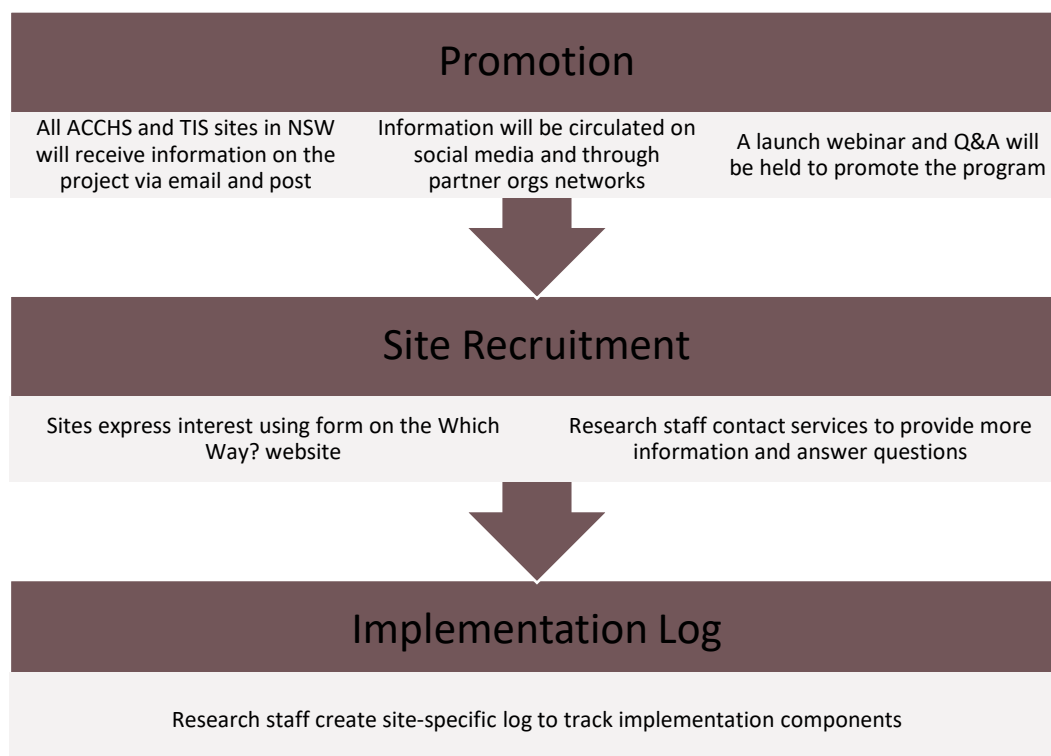 Promotion
All ACCHS and TIS sites in NSW
will receive information on the
project via email and post
Information will be circulated on
social media and through
partner orgs networks
A launch webinar and Q&A will
be held to promote the program
Site Recruitment
Sites express interest using form on the Which
Way? website
Research staff contact services to provide more
information and answer questions
Implementation Log
Research staff create site-specific log to track implementation components